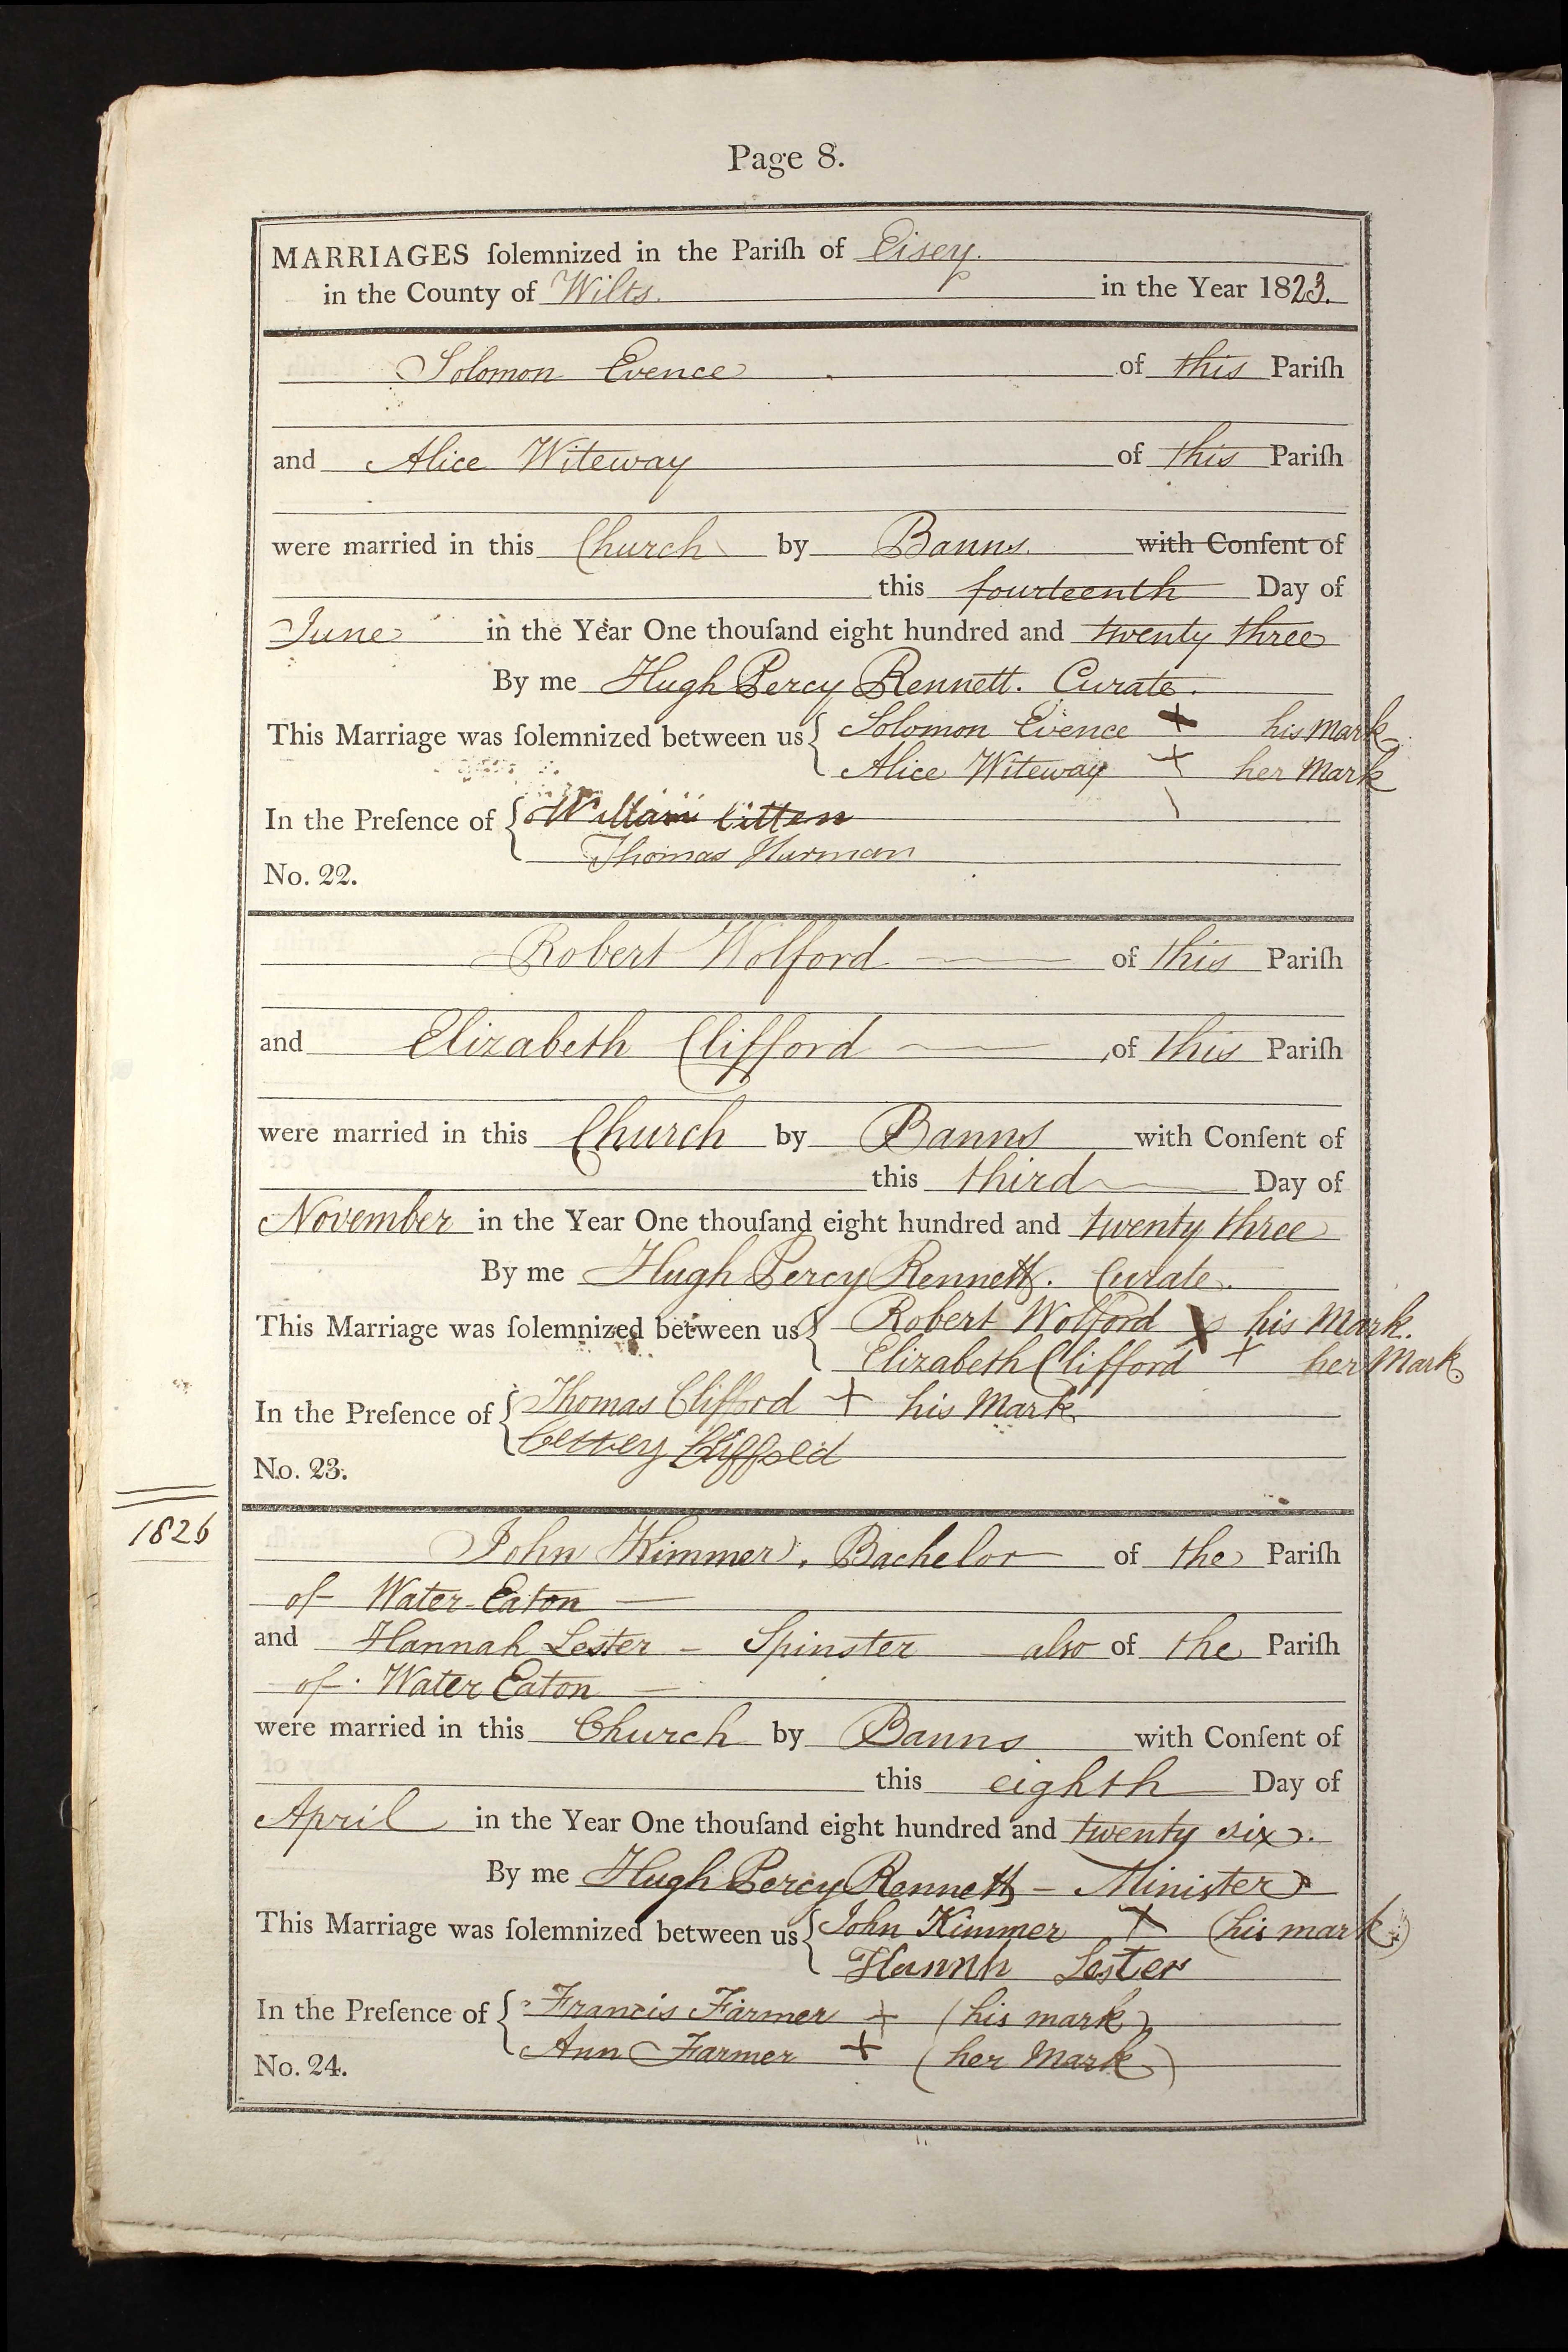 Page 8.
MARRIAGES ſolemnized in the Pariſh of Eisey.
in the County of Wilts. in the Year 1823.
Solomon Evence of this Pariſh
and Alice Witeway of this Pariſh
were married in this Church by Banns. with Conſent of
this fourteenth Day of
June in the Year One thouſand eight hundred and twenty three
By me Hugh Percy Rennett. Curate.
This Marriage was ſolemnized between us { Solomon Evence + his Mark
Alice Witeway + her Mark
In the Preſence of {
Thomas Hurman
No. 22.
Robert Wolford of this Pariſh
and Elizabeth Clifford of this Pariſh
were married in this Church by Banns with Conſent of
this third Day of
November in the Year One thouſand eight hundred and twenty three
By me Hugh Percy Rennett. Curate.
This Marriage was ſolemnized between us { Robert Wolford X his Mark.
Elizabeth Clifford + her Mark.
In the Preſence of { Thomas Clifford + his Mark
No. 23.
1826
John Kimmer, Bachelor of the Pariſh
of Water-Eaton
and Hannah Lester - Spinster also of the Pariſh
of Water Eaton
were married in this Church by Banns with Conſent of
this eighth Day of
April in the Year One thouſand eight hundred and twenty six.
By me Hugh Percy Rennett - Minister
This Marriage was ſolemnized between us { John Kimmer X (his mark)
Hannh Lester
In the Preſence of { Francis Farmer + (his mark)
Ann Farmer + (her Mark)
No. 24.